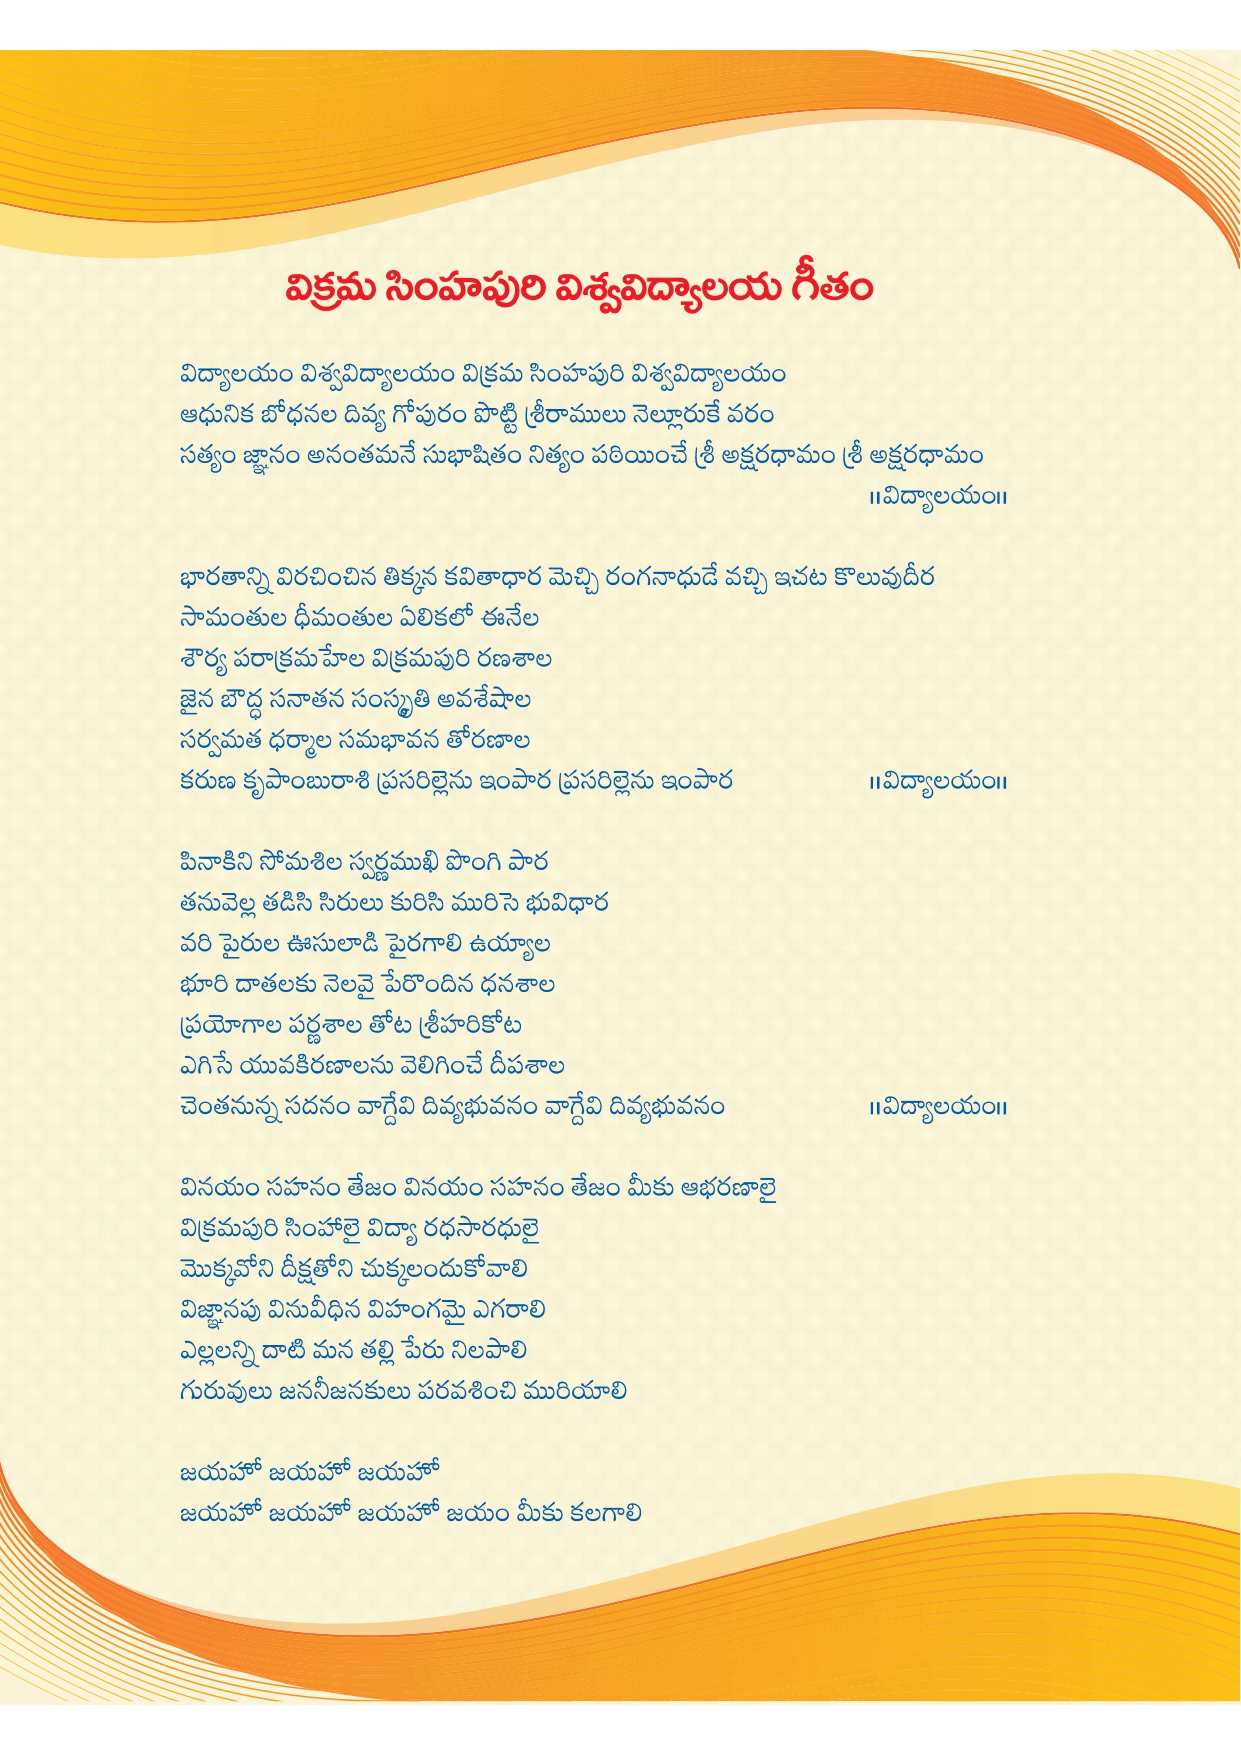 విక్రమ సింహపురి విశ్వవిద్యాలయ గీతం
విద్యాలయం విశ్వవిద్యాలయం విక్రమ సింహపురి విశ్వవిద్యాలయం
ఆధునిక బోధనల దివ్య గోపురం పొట్టి శ్రీరాములు నెల్లూరుకే వరం
సత్యం జ్ఞానం అనంతమనే సుభాషితం నిత్యం పఠియించే శ్రీ అక్షరధామం శ్రీ అక్షరధామం
॥విద్యాలయం॥
భారతాన్ని విరచించిన తిక్కన కవితాధార మెచ్చి రంగనాధుడే వచ్చి ఇచట కొలువుదీర
సామంతుల ధీమంతుల ఏలికలో ఈనేల
శౌర్య పరాక్రమహేల విక్రమపురి రణశాల
జైన బౌద్ధ సనాతన సంస్కృతి అవశేషాల
సర్వమత ధర్మాల సమభావన తోరణాల
కరుణ కృపాంబురాశి ప్రసరిల్లెను ఇంపార ప్రసరిల్లెను ఇంపార ॥విద్యాలయం॥
పినాకిని సోమశిల స్వర్ణముఖి పొంగి పార
తనువెల్ల తడిసి సిరులు కురిసి మురిసె భువిధార
వరి పైరుల ఊసులాడి పైరగాలి ఉయ్యాల
భూరి దాతలకు నెలవై పేరొందిన ధనశాల
ప్రయోగాల పర్ణశాల తోట శ్రీహరికోట
ఎగిసే యువకిరణాలను వెలిగించే దీపశాల
చెంతనున్న సదనం వాగ్దేవి దివ్యభువనం వాగ్దేవి దివ్యభువనం ॥విద్యాలయం॥
వినయం సహనం తేజం వినయం సహనం తేజం మీకు ఆభరణాలై
విక్రమపురి సింహాలై విద్యా రధసారధులై
మొక్కవోని దీక్షతోని చుక్కలందుకోవాలి
విజ్ఞానపు వినువీధిన విహంగమై ఎగరాలి
ఎల్లలన్ని దాటి మన తల్లి పేరు నిలపాలి
గురువులు జననీజనకులు పరవశించి మురియాలి
జయహో జయహో జయహో
జయహో జయహో జయహో జయం మీకు కలగాలి